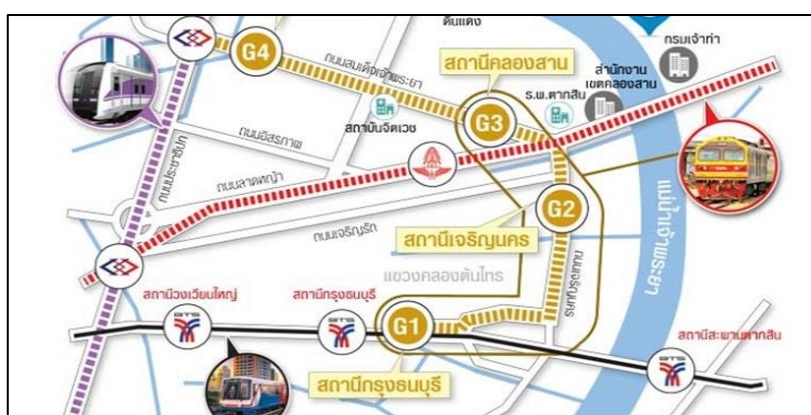 ดินแดง
กรมเจ้าท่า
G4
ถนนสมเด็จเจ้าพระยา
สถานีคลองสาน
สำนักงาน
เขตคลองสาน
ร.พ.ตากสิน
สถาบันจิตเวช
G3
ถนนอิสรภาพ
ถนนประชาธิปก
ถนนลาดหญ้า
G2
ถนนเจริญรัถ
สถานีเจริญนคร
แม่น้ำเจ้าพระยา
แขวงคลองต้นไทร
ถนนเจริญนคร
สถานีวงเวียนใหญ่
BTS
สถานีกรุงธนบุรี
BTS
G1
สถานีสะพานตากสิน
BTS
สถานีกรุงธนบุรี